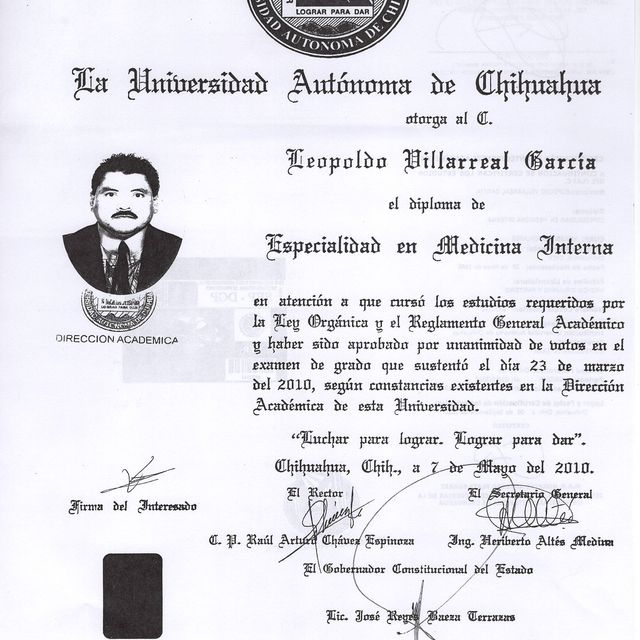 LOGRAR PARA DAR
SIDAD AUTONOMA DE CHI
La Universidad Autónoma de Chihuahua
otorga al C.
Leopoldo Villarreal García
el diploma de
Especialidad en Medicina Interna
en atención a que cursó los estudios requeridos por
la Ley Orgánica y el Reglamento General Académico
y haber sido aprobado por unanimidad de votos en el
examen de grado que sustentó el día 23 de marzo
del 2010, según constancias existentes en la Dirección
Académica de esta Universidad.
DIRECCION ACADEMICA
"Luchar para lograr. Lograr para dar".
Chihuahua, Chih., a 7 de Mayo del 2010.
Firma del Interesado
El Rector
El Secretario General
C. P. Raúl Arturo Chávez Espinoza
Ing. Heriberto Altés Medina
El Gobernador Constitucional del Estado
Lic. José Reyes Baeza Terrazas